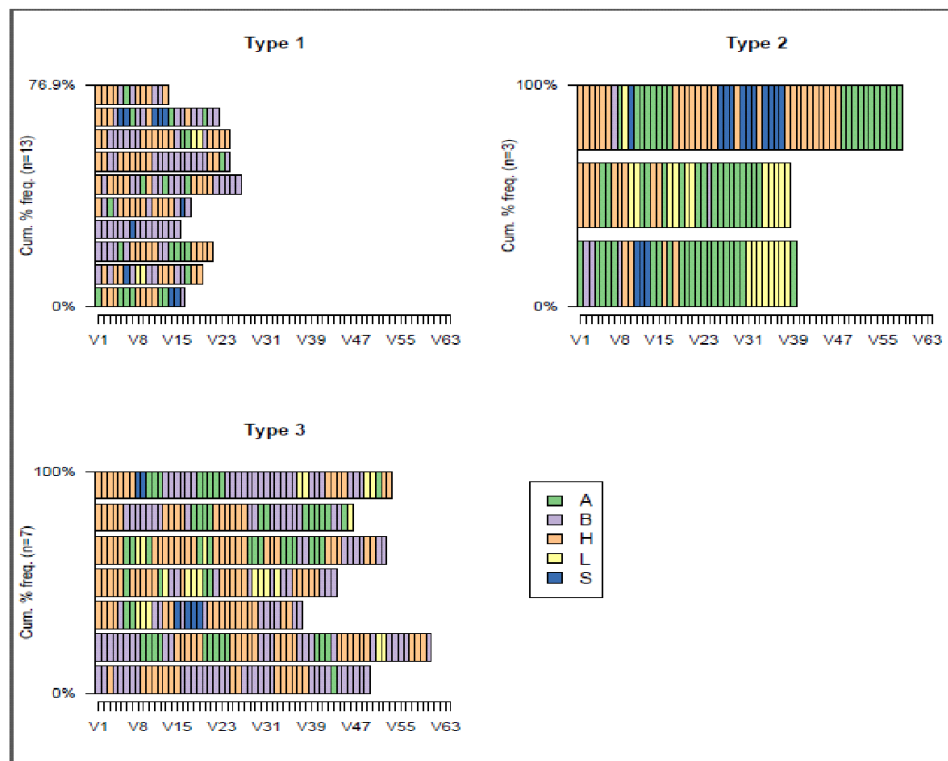 Type 1
76.9%
Cum. % freq. (n=13)
0%
V1 V8 V15 V23 V31 V39 V47 V55 V63
Type 2
100%
Cum. % freq. (n=3)
0%
V1 V8 V15 V23 V31 V39 V47 V55 V63
Type 3
100%
Cum. % freq. (n=7)
0%
V1 V8 V15 V23 V31 V39 V47 V55 V63
A
B
H
L
S